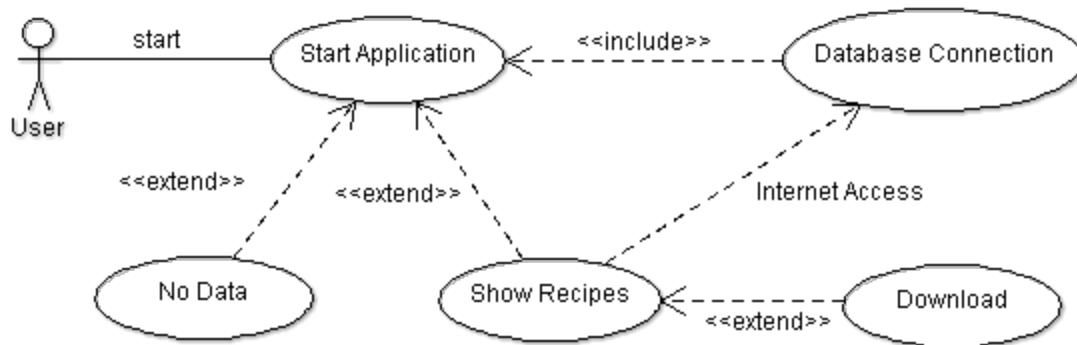 start
Start Application
<<include>>
Database Connection
User
<<extend>>
<<extend>>
Internet Access
No Data
Show Recipes
Download
<<extend>>